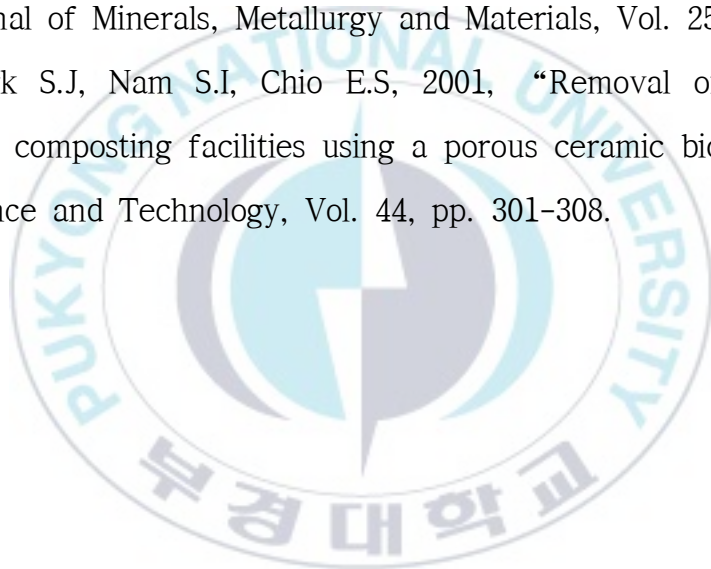 nal of Minerals, Metallurgy and Materials, Vol. 25
k S.J, Nam S.I, Chio E.S, 2001, “Removal o
composting facilities using a porous ceramic bi
nce and Technology, Vol. 44, pp. 301-308.
PUKYONG NATIONAL UNIVERSITY
부경대학교